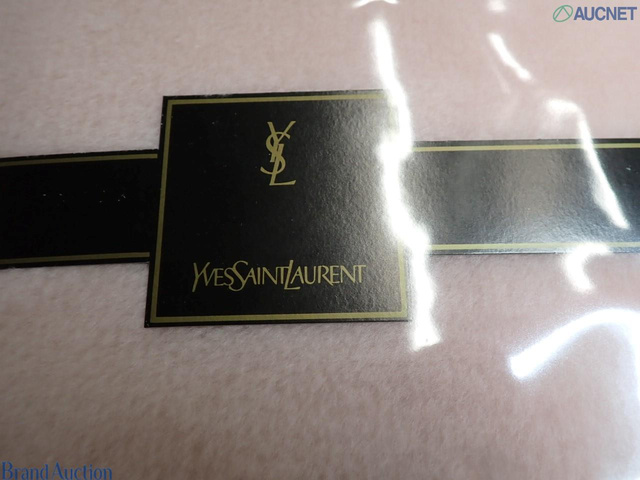 AUCNET
YSL
YVESSAINTLAURENT
Brand Auction